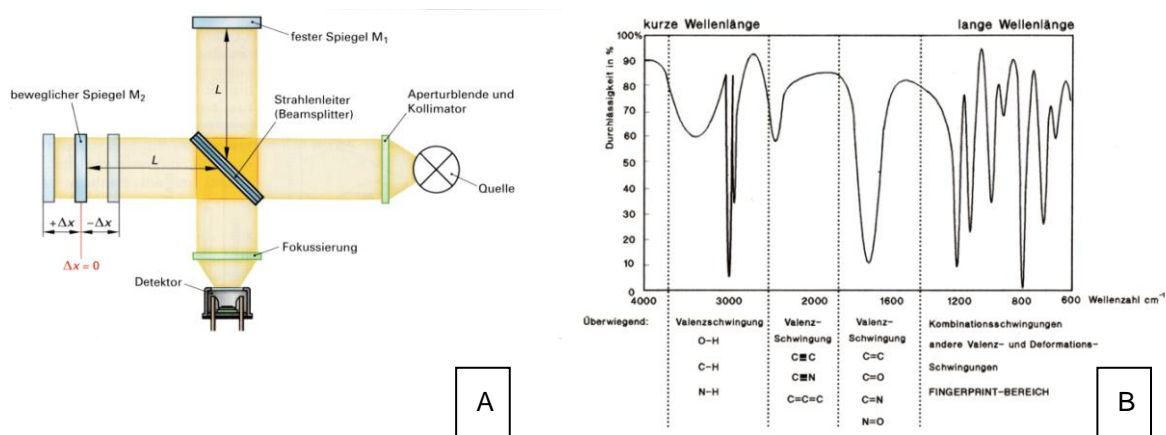 fester Spiegel M₁
L
beweglicher Spiegel M₂
Strahlenleiter
(Beamsplitter)
Aperturblende und
Kollimator
L
Quelle
+Δx
−Δx
Δx = 0
Fokussierung
Detektor
A
kurze Wellenlänge
lange Wellenlänge
Durchlässigkeit in %
100%
90
80
70
60
50
40
30
20
10
0
4000 3000 2000 1600 1200 800 600 Wellenzahl cm⁻¹
Überwiegend:
Valenzschwingung
O–H
C–H
N–H
Valenz-
Schwingung
C≡C
C≡N
C=C=C
Valenz-
Schwingung
C=C
C=O
C=N
N=O
Kombinationsschwingungen
andere Valenz- und Deformations-
Schwingungen
FINGERPRINT-BEREICH
B